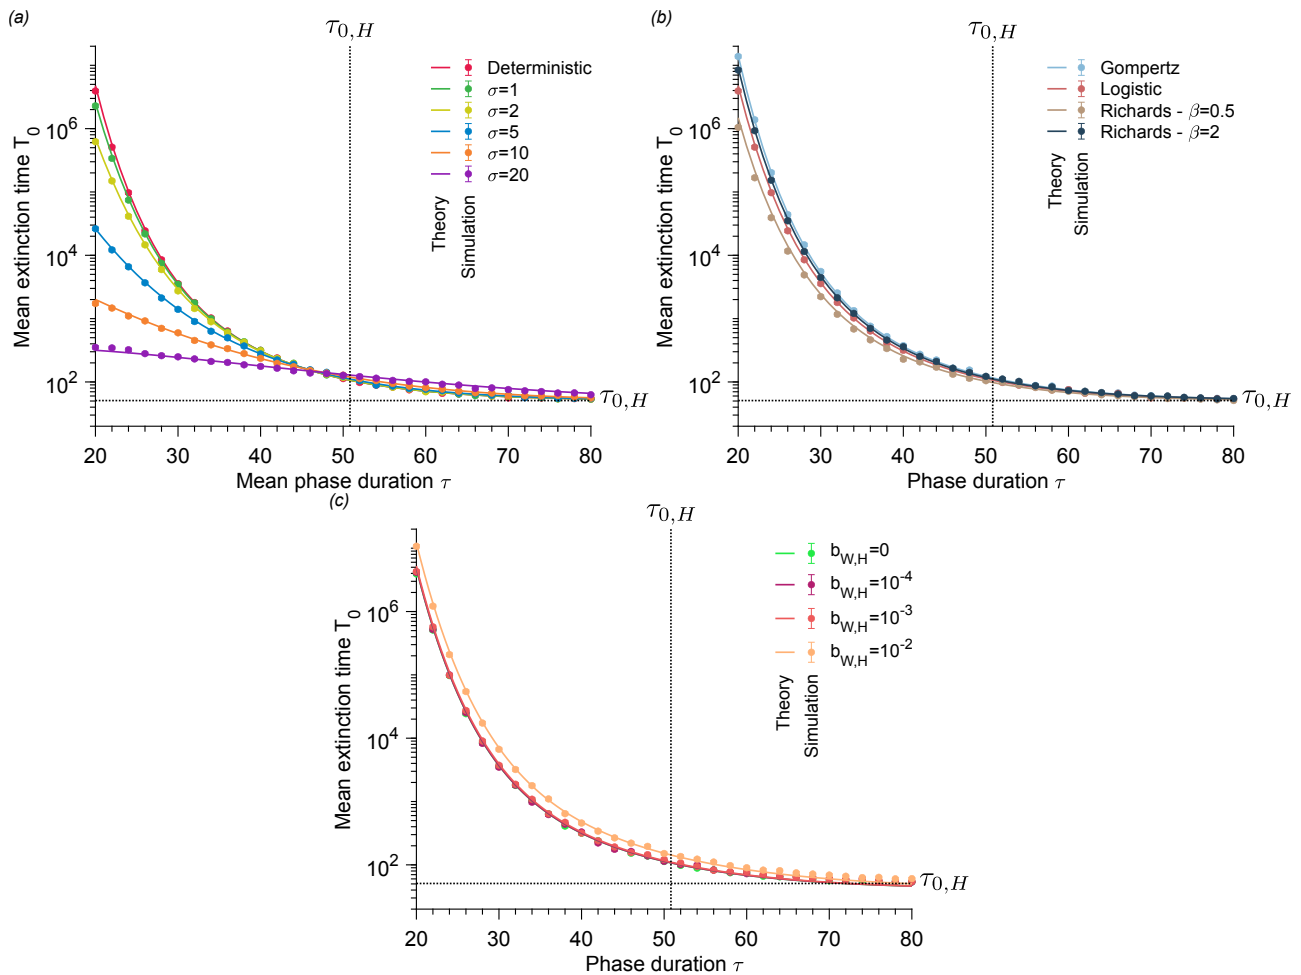 (a)
τ0,H
Mean extinction time T0
10^6
10^4
10^2
Deterministic
σ=1
σ=2
σ=5
σ=10
σ=20
Theory
Simulation
τ0,H
20 30 40 50 60 70 80
Mean phase duration τ
(b)
τ0,H
Mean extinction time T0
10^6
10^4
10^2
Gompertz
Logistic
Richards - β=0.5
Richards - β=2
Theory
Simulation
τ0,H
20 30 40 50 60 70 80
Phase duration τ
(c)
τ0,H
Mean extinction time T0
10^6
10^4
10^2
bW,H=0
bW,H=10^-4
bW,H=10^-3
bW,H=10^-2
Theory
Simulation
τ0,H
20 30 40 50 60 70 80
Phase duration τ